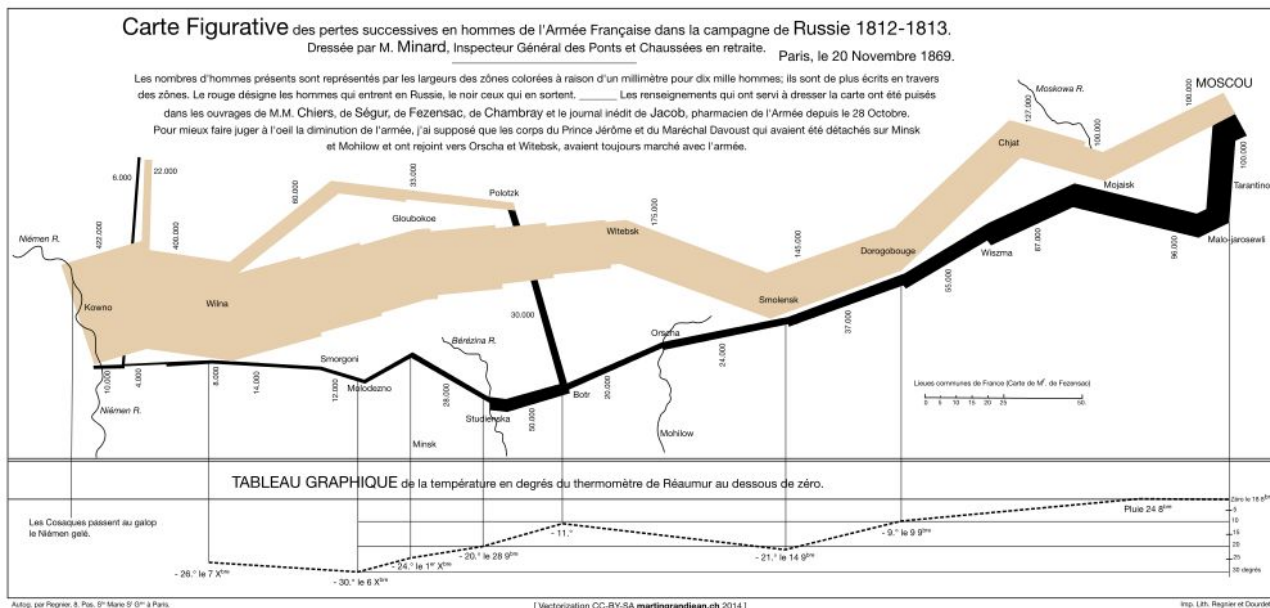 Carte Figurative des pertes successives en hommes de l'Armée Française dans la campagne de Russie 1812-1813.
Dressée par M. Minard, Inspecteur Général des Ponts et Chaussées en retraite.
Paris, le 20 Novembre 1869.
Les nombres d'hommes présents sont représentés par les largeurs des zônes colorées à raison d'un millimètre pour dix mille hommes; ils sont de plus écrits en travers
des zônes. Le rouge désigne les hommes qui entrent en Russie, le noir ceux qui en sortent. ______ Les renseignements qui ont servi à dresser la carte ont été puisés
dans les ouvrages de M.M. Chiers, de Ségur, de Fezensac, de Chambray et le journal inédit de Jacob, pharmacien de l'Armée depuis le 28 Octobre.
Pour mieux faire juger à l'oeil la diminution de l'armée, j'ai supposé que les corps du Prince Jérôme et du Maréchal Davoust qui avaient été détachés sur Minsk
et Mohilow et ont rejoint vers Orscha et Witebsk, avaient toujours marché avec l'armée.
MOSCOU
100.000
Moskowa R.
127.000
100.000
Chjat
Mojaisk
100.000
Tarantino
Malo-jarosewli
6.000
22.000
60.000
33.000
Polotzk
Gloubokoe
175.000
Witebsk
145.000
Dorogobouge
Wiszma
87.000
96.000
55.000
Niémen R.
422.000
400.000
Kowno
Wilna
30.000
Smolensk
37.000
Orszna
Bérézina R.
24.000
Smorgoni
Molodezno
10.000
4.000
8.000
14.000
12.000
28.000
Studienska
50.000
Botr
20.000
Niémen R.
Minsk
Mohilow
Lieues communes de France (Carte de Mr. de Fezensac)
0 5 10 15 20 25 50
TABLEAU GRAPHIQUE de la température en degrés du thermomètre de Réaumur au dessous de zéro.
Les Cosaques passent au galop
le Niémen gelé.
Zéro le 18 8bre
5
10
15
20
25
30 degrés
Pluie 24 8bre
- 9.° le 9 9bre
- 21.° le 14 9bre
- 11.°
- 20.° le 28 9bre
- 24.° le 1er Xbre
- 30.° le 6 Xbre
- 26.° le 7 Xbre
Autog. par Regnier, 8. Pas. Ste Marie St Gain à Paris.
[ Vectorization CC-BY-SA martingrandjean.ch 2014 ]
Imp. Lith. Regnier et Dourdet